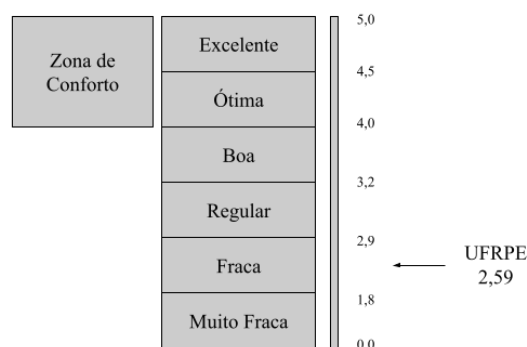 Zona de
Conforto
Excelente
Ótima
Boa
Regular
Fraca
Muito Fraca
5,0
4,5
4,0
3,2
2,9
1,8
0,0
UFRPE
2,59